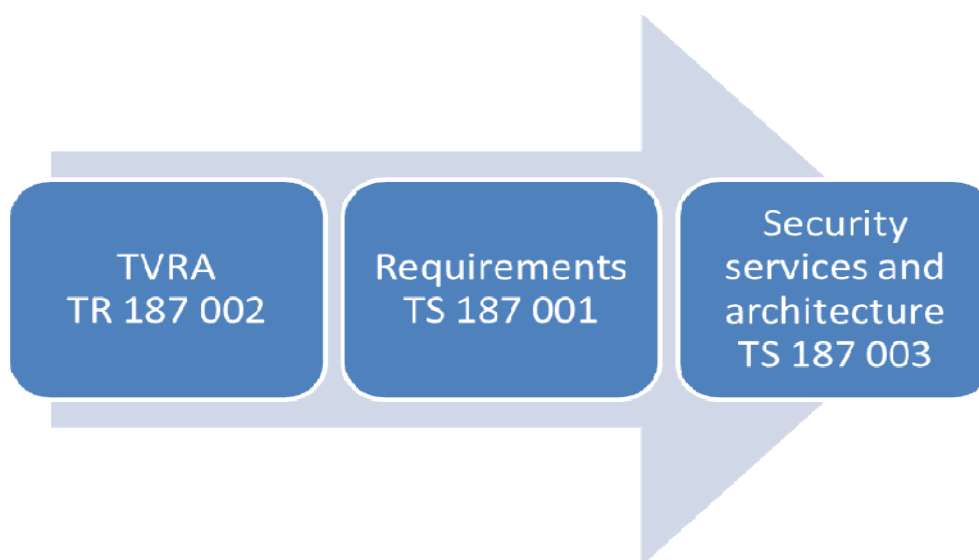 TVRA
TR 187 002
Requirements
TS 187 001
Security
services and
architecture
TS 187 003